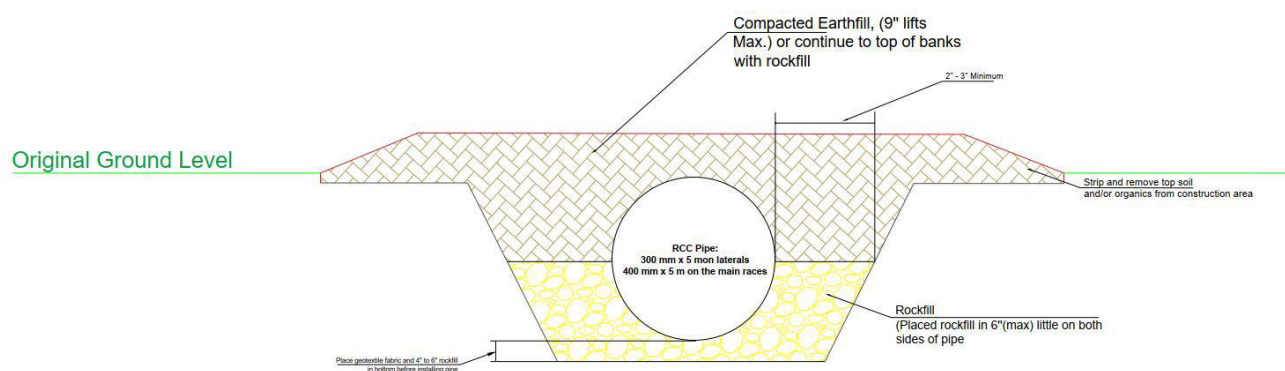 Compacted Earthfill, (9" lifts
Max.) or continue to top of banks
with rockfill
2" - 3" Minimum
Original Ground Level
Strip and remove top soil
and/or organics from construction area
RCC Pipe:
300 mm x 5 mon laterals
400 mm x 5 m on the main races
Rockfill
(Placed rockfill in 6"(max) little on both
sides of pipe
Place geotextile fabric and 4" to 6" rockfill
in bottom before installing pipe